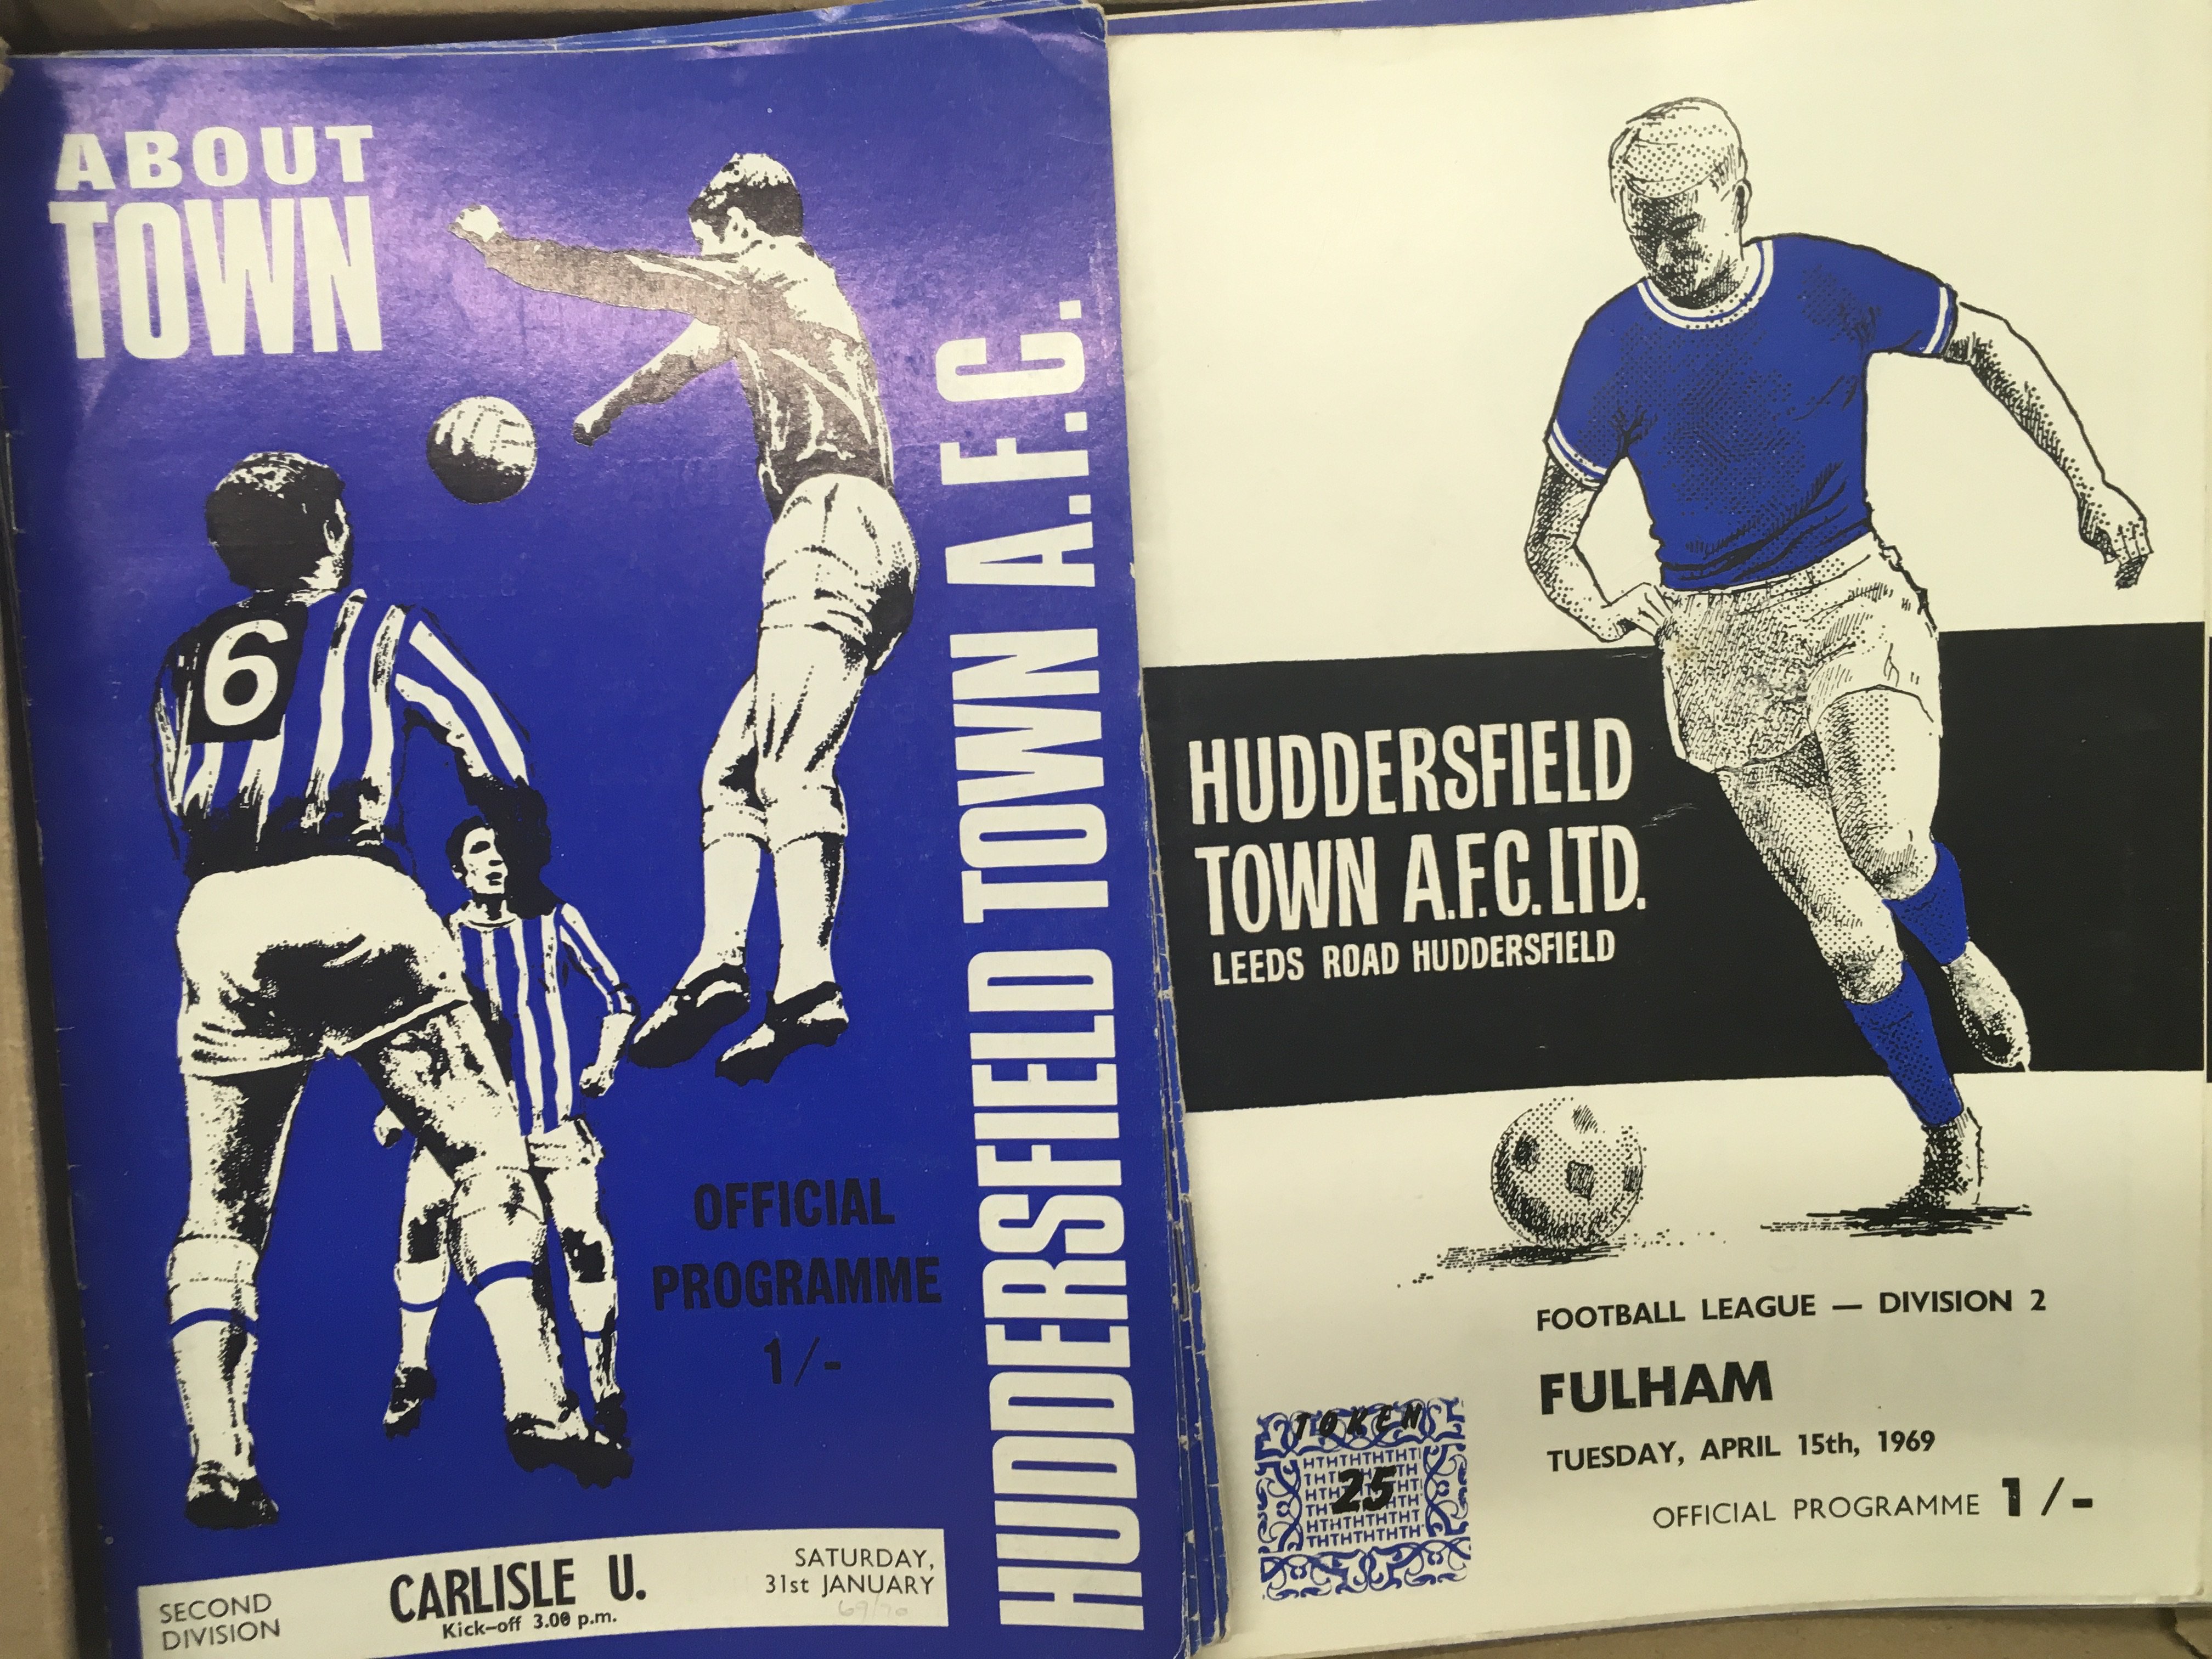 ABOUT
TOWN
6
HUDDERSFIELD TOWN A.F.C.
OFFICIAL
PROGRAMME
1/-
SECOND
DIVISION
CARLISLE U.
Kick-off 3.00 p.m.
SATURDAY,
31st JANUARY
69/70
HUDDERSFIELD
TOWN A.F.C. LTD.
LEEDS ROAD HUDDERSFIELD
FOOTBALL LEAGUE — DIVISION 2
FULHAM
TUESDAY, APRIL 15th, 1969
OFFICIAL PROGRAMME 1/-
TOKEN
25